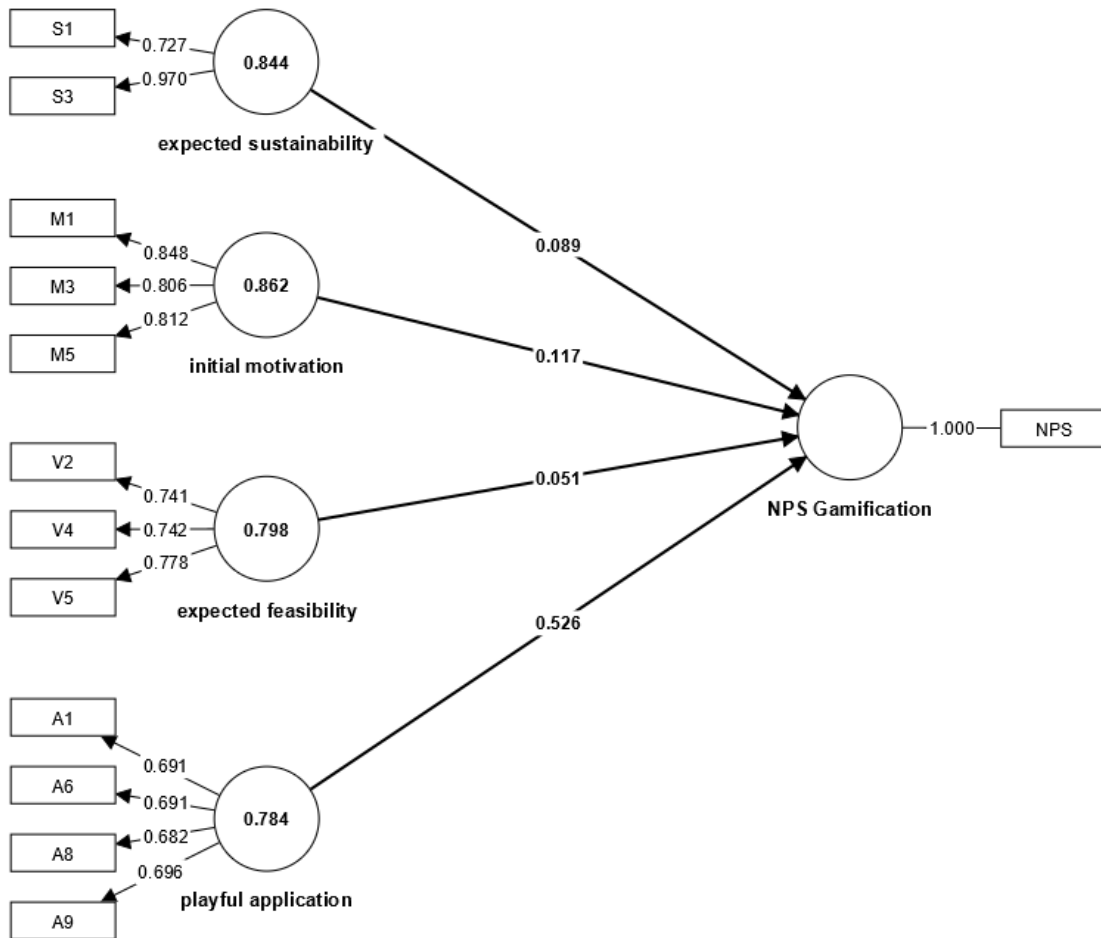 S1
0.727
0.844
S3
0.970
expected sustainability
0.089
M1
0.848
M3
0.806
0.862
M5
0.812
initial motivation
0.117
V2
0.741
V4
0.742
0.798
V5
0.778
expected feasibility
0.051
1.000
NPS
NPS Gamification
0.526
A1
0.691
A6
0.691
0.784
A8
0.682
A9
0.696
playful application